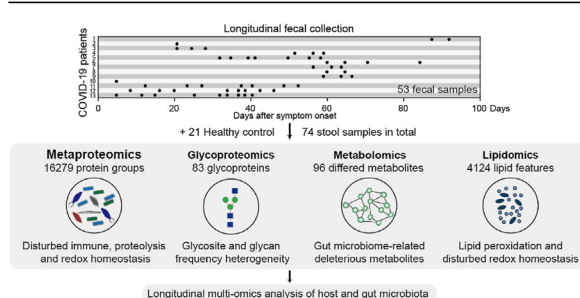 Longitudinal fecal collection
COVID-19 patients
53 fecal samples
0 20 40 60 80 100 Days
Days after symptom onset
+ 21 Healthy control 74 stool samples in total
Metaproteomics Glycoproteomics Metabolomics Lipidomics
16279 protein groups 83 glycoproteins 96 differed metabolites 4124 lipid features
Disturbed immune, proteolysis Glycosite and glycan Gut microbiome-related Lipid peroxidation and
and redox homeostasis frequency heterogeneity deleterious metabolites disturbed redox homeostasis
Longitudinal multi-omics analysis of host and gut microbiota